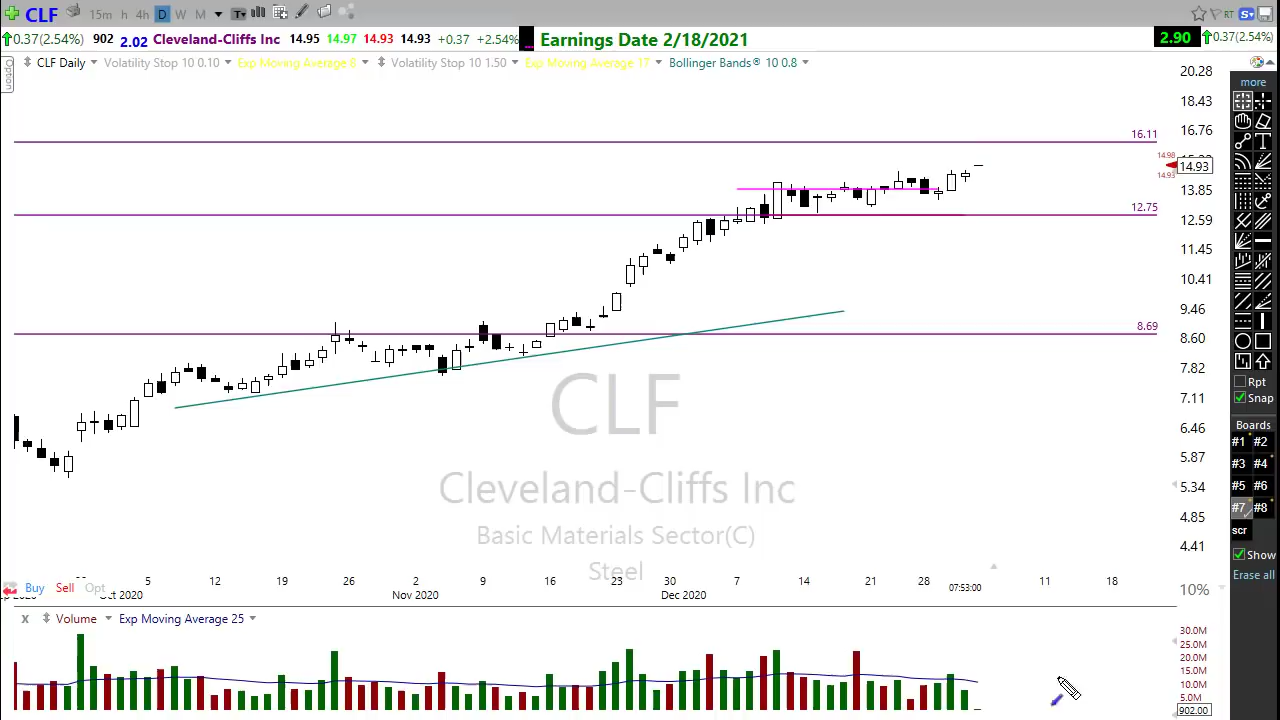 CLF 15m h 4h D W M T RT S
0.37(2.54%) 902 2.02 Cleveland-Cliffs Inc 14.95 14.97 14.93 14.93 +0.37 +2.54% Earnings Date 2/18/2021 2.90 0.37(2.54%)
Option
CLF Daily Volatility Stop 10 0.10 Exp Moving Average 8 Volatility Stop 10 1.50 Exp Moving Average 17 Bollinger Bands® 10 0.8
20.28
18.43
16.76
16.11
14.98
14.93
14.93
13.85
12.75
12.59
11.45
10.41
9.46
8.69
8.60
7.82
7.11
6.46
5.87
5.34
4.85
4.41
CLF
Cleveland-Cliffs Inc
Basic Materials Sector(C)
Steel
more
Rpt
Snap
Boards
#1 #2
#3 #4
#5 #6
#7 #8
scr
Show
Erase all
5 12 19 26 2 9 16 23 30 7 14 21 28 11 18
Buy Sell Opt 07:53:00 10%
Oct 2020 Nov 2020 Dec 2020
x Volume Exp Moving Average 25
30.0M
25.0M
20.0M
15.0M
10.0M
5.0M
902.00